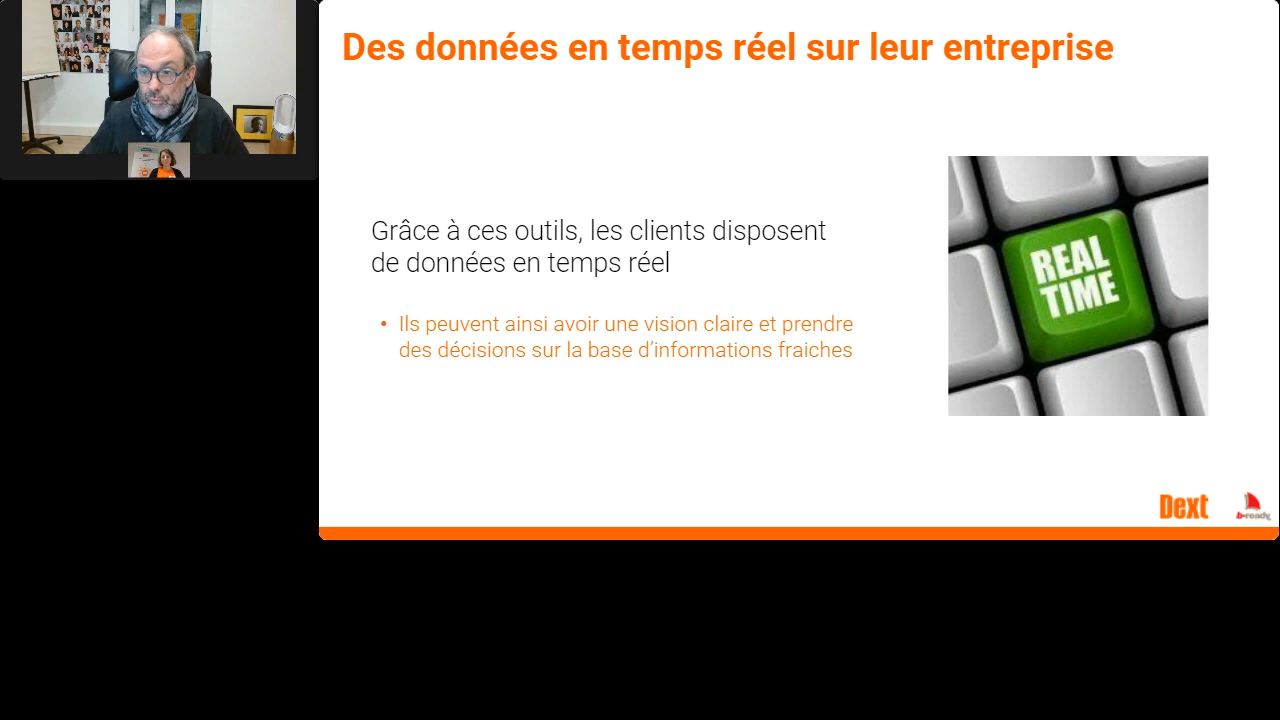 Des données en temps réel sur leur entreprise
Grâce à ces outils, les clients disposent
de données en temps réel
• Ils peuvent ainsi avoir une vision claire et prendre
des décisions sur la base d'informations fraiches
REAL
TIME
Dext
b-ready